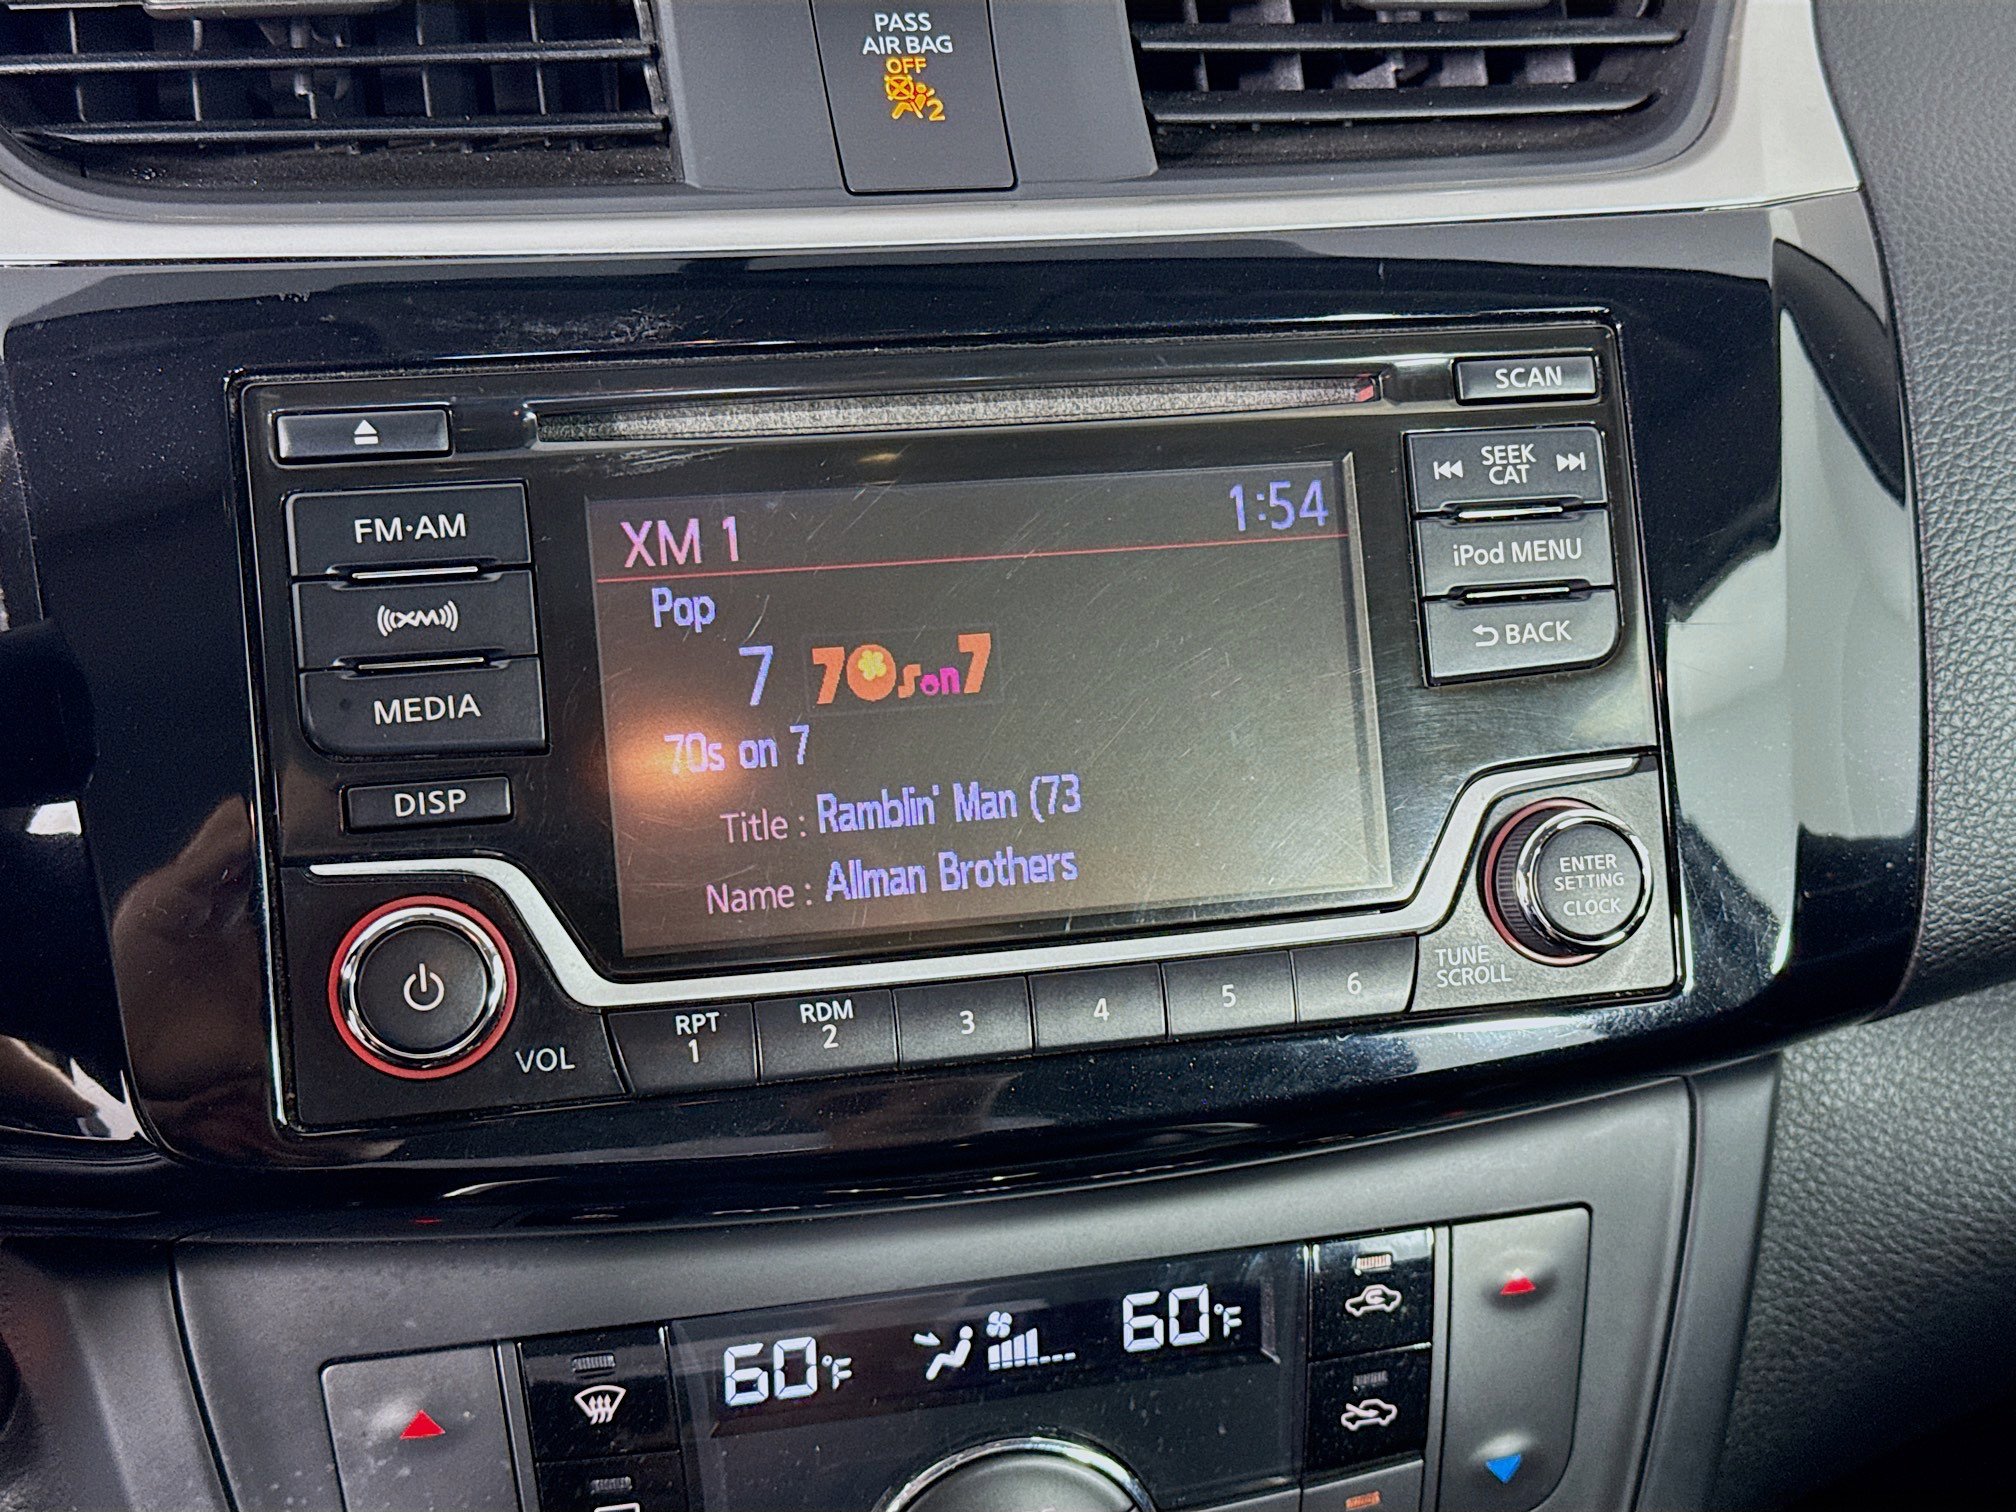 PASS
AIR BAG
OFF
2
SCAN
FM·AM
XM
MEDIA
DISP
VOL
XM 1 1:54
Pop
7 70s on 7
70s on 7
Title : Ramblin' Man (73
Name : Allman Brothers
SEEK
CAT
iPod MENU
BACK
ENTER
SETTING
CLOCK
TUNE
SCROLL
RPT
1
RDM
2
3
4
5
6
60°F 60°F